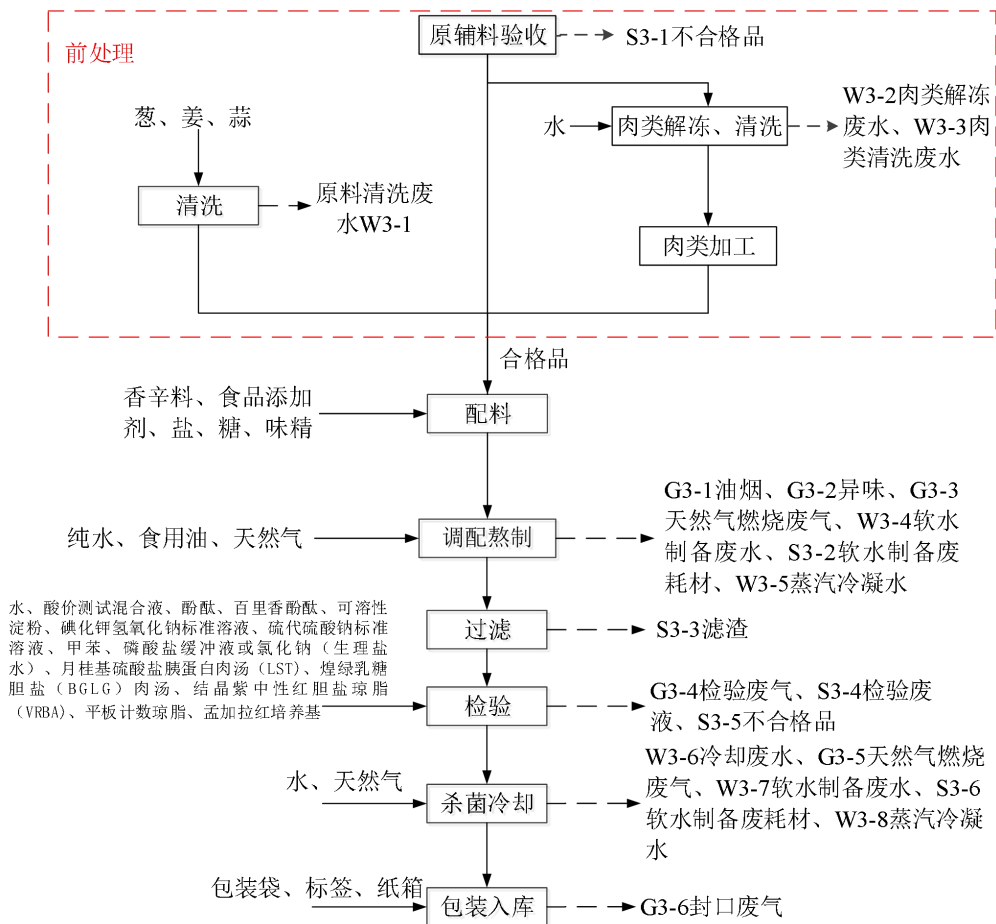 原辅料验收
S3-1不合格品
前处理
葱、姜、蒜
水
肉类解冻、清洗
W3-2肉类解冻
废水、W3-3肉
类清洗废水
清洗
原料清洗废
水W3-1
肉类加工
合格品
香辛料、食品添加
剂、盐、糖、味精
配料
纯水、食用油、天然气
调配熬制
G3-1油烟、G3-2异味、G3-3
天然气燃烧废气、W3-4软水
制备废水、S3-2软水制备废
耗材、W3-5蒸汽冷凝水
过滤
S3-3滤渣
水、酸价测试混合液、酚酞、百里香酚酞、可溶性
淀粉、碘化钾氢氧化钠标准溶液、硫代硫酸钠标准
溶液、甲苯、磷酸盐缓冲液或氯化钠（生理盐
水）、月桂基硫酸盐胰蛋白肉汤（LST）、煌绿乳糖
胆盐（BGLG）肉汤、结晶紫中性红胆盐琼脂
（VRBA）、平板计数琼脂、孟加拉红培养基
检验
G3-4检验废气、S3-4检验废
液、S3-5不合格品
水、天然气
杀菌冷却
W3-6冷却废水、G3-5天然气燃烧
废气、W3-7软水制备废水、S3-6
软水制备废耗材、W3-8蒸汽冷凝
水
包装袋、标签、纸箱
包装入库
G3-6封口废气